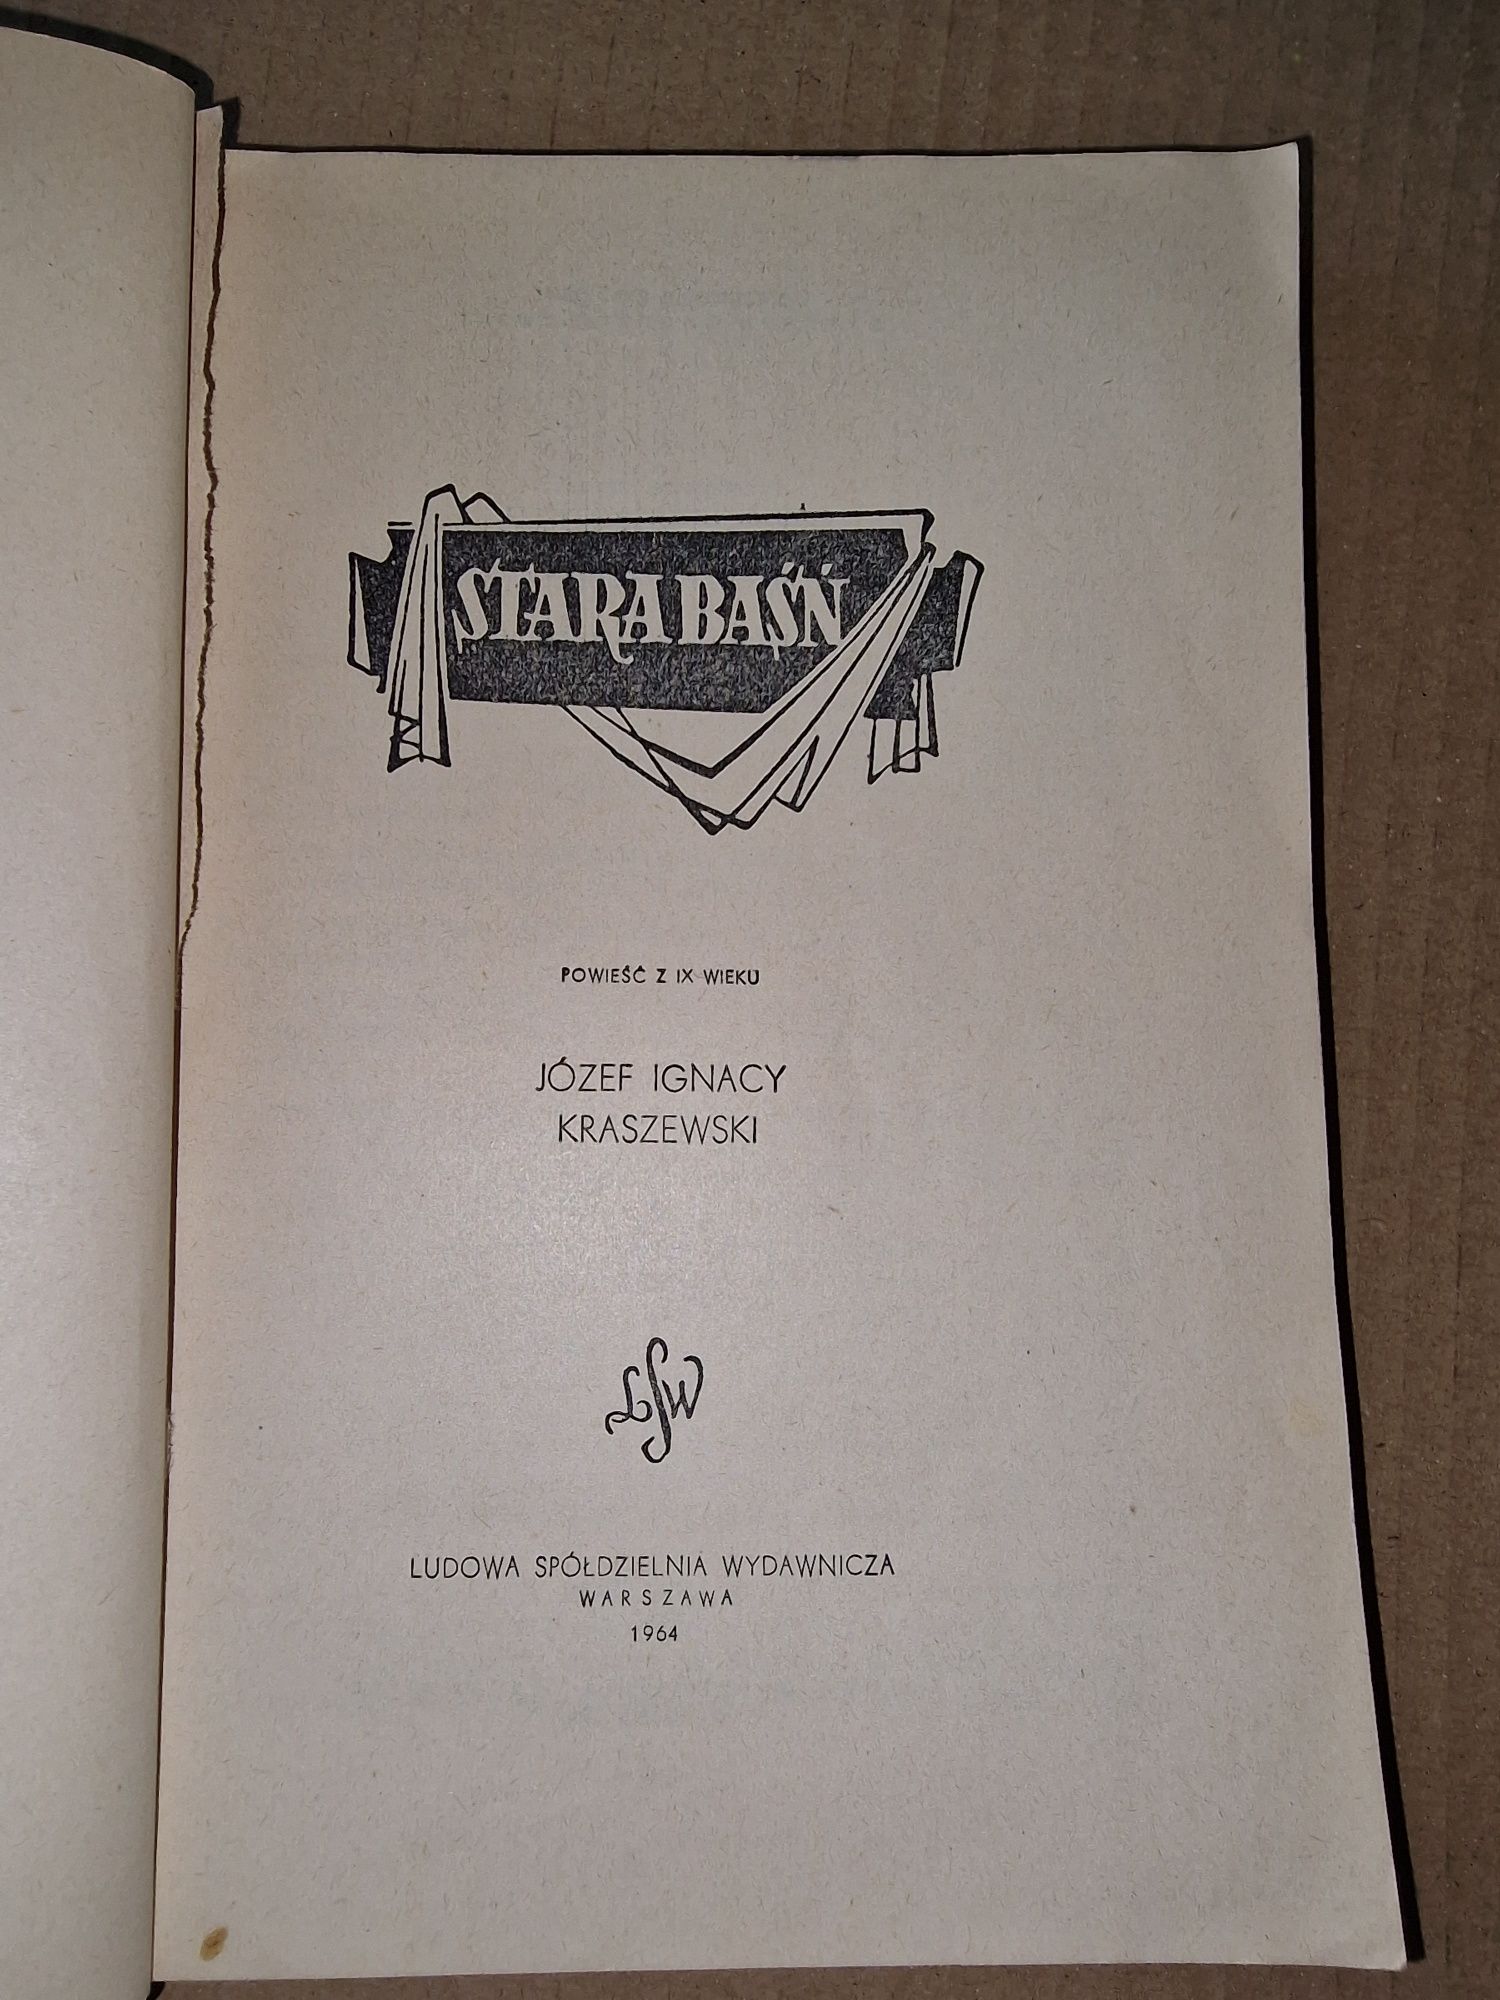 STARA BAŚŃ
POWIEŚĆ Z IX WIEKU
JÓZEF IGNACY
KRASZEWSKI
LSW
LUDOWA SPÓŁDZIELNIA WYDAWNICZA
WARSZAWA
1964